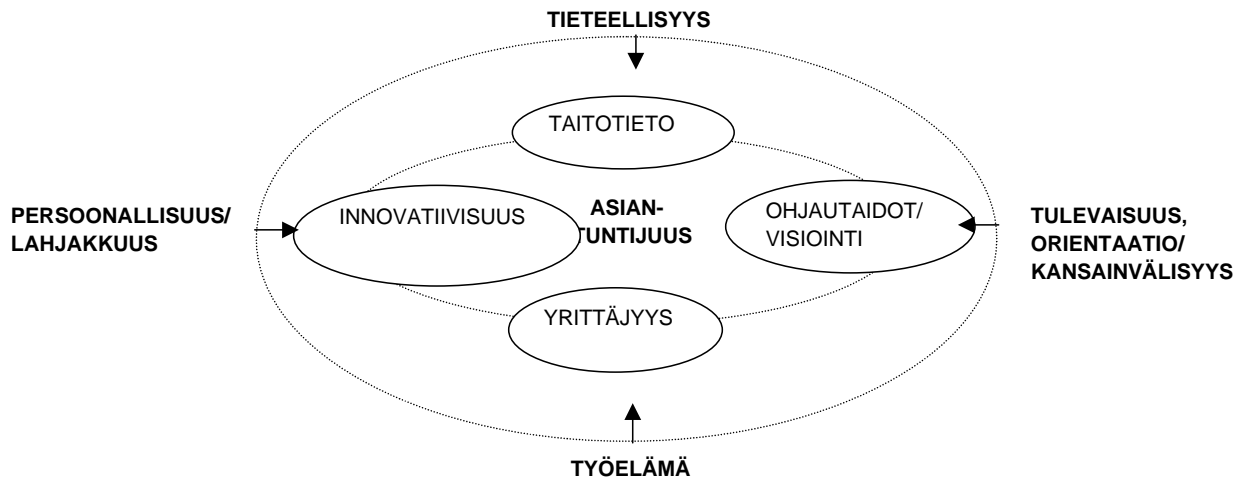 TIETEELLISYYS
TAITOTIETO
PERSOONALLISUUS/
LAHJAKKUUS
INNOVATIIVISUUS
ASIAN-
TUNTIJUUS
OHJAUTAIDOT/
VISIOINTI
TULEVAISUUS,
ORIENTAATIO/
KANSAINVÄLISYYS
YRITTÄJYYS
TYÖELÄMÄ